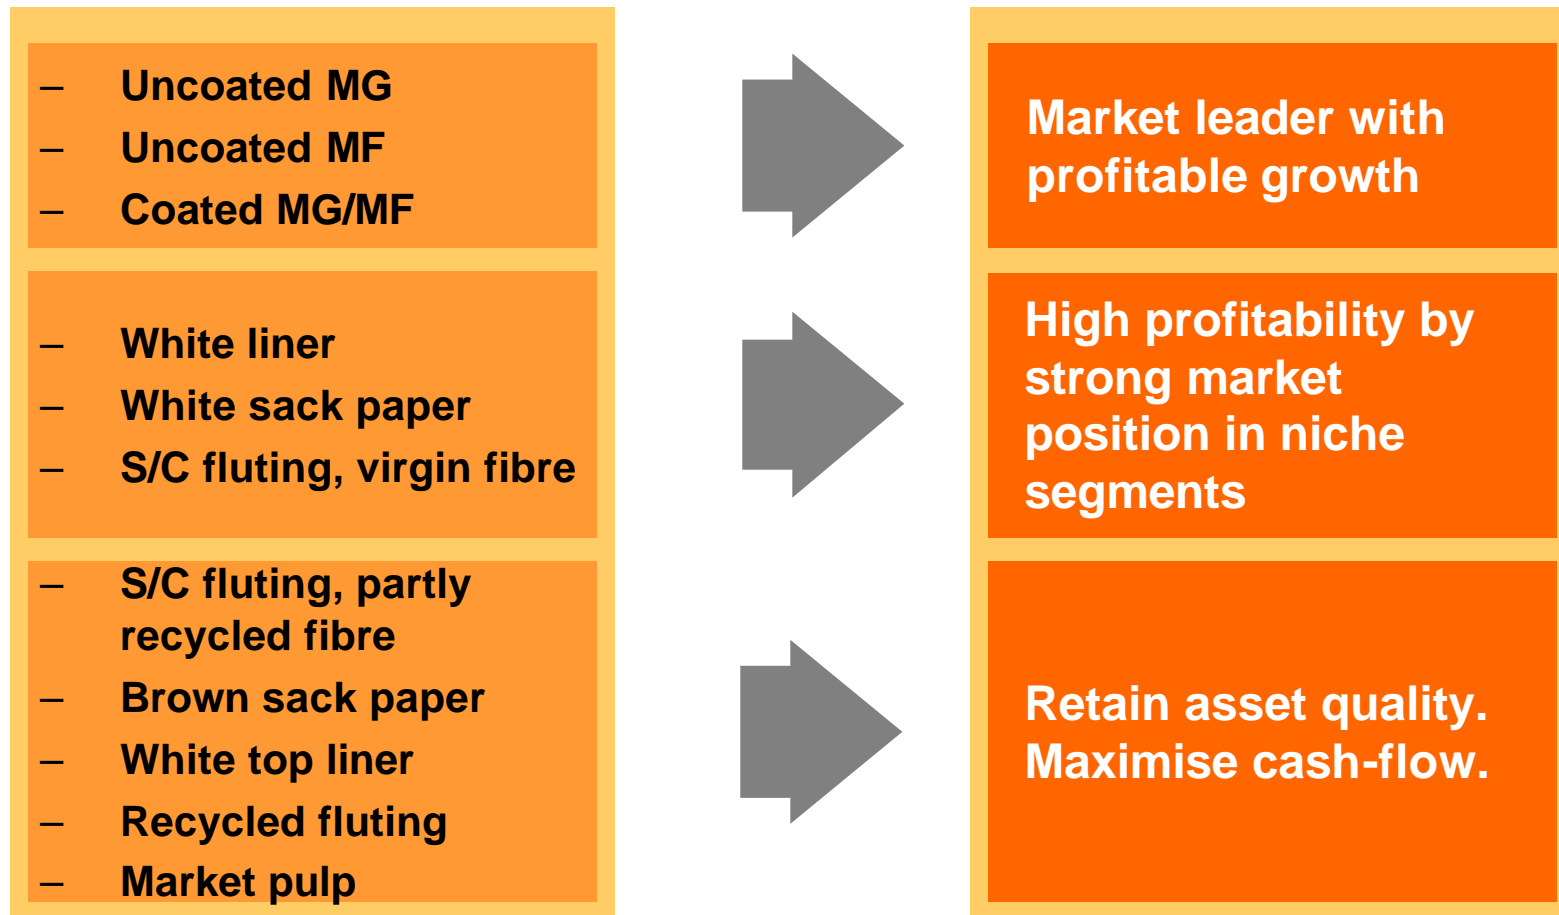 – Uncoated MG
– Uncoated MF
– Coated MG/MF
Market leader with
profitable growth
– White liner
– White sack paper
– S/C fluting, virgin fibre
High profitability by
strong market
position in niche
segments
– S/C fluting, partly
recycled fibre
– Brown sack paper
– White top liner
– Recycled fluting
– Market pulp
Retain asset quality.
Maximise cash-flow.